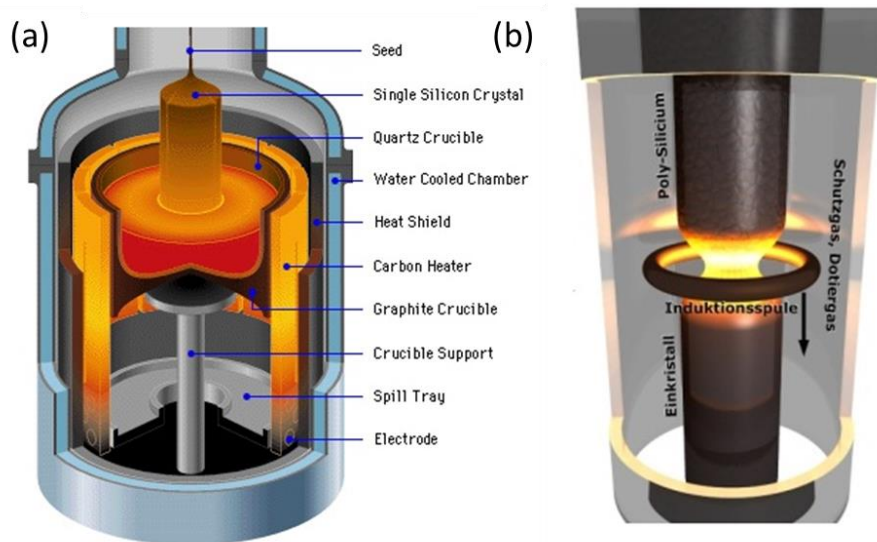 (a)
Seed
Single Silicon Crystal
Quartz Crucible
Water Cooled Chamber
Heat Shield
Carbon Heater
Graphite Crucible
Crucible Support
Spill Tray
Electrode
(b)
Poly-Silicium
Schutzgas, Dotiergas
Induktionsspule
Einkristall